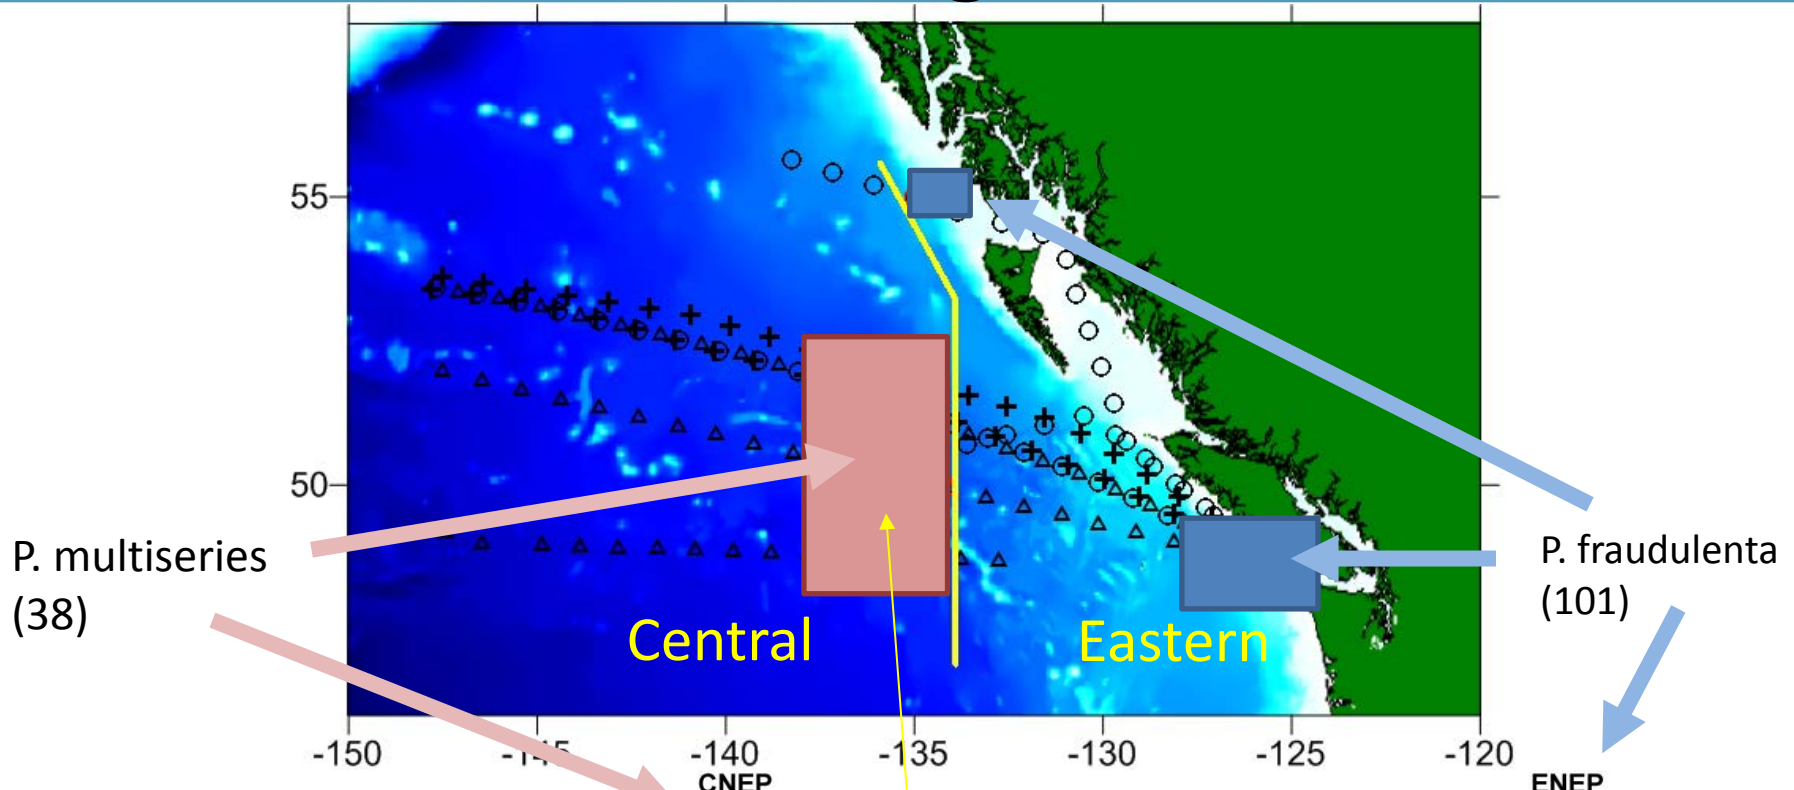 55
50
P. multiseries
(38)
P. fraudulenta
(101)
Central
Eastern
-150
-140
-135
-130
-125
-120
CNEP
ENEP